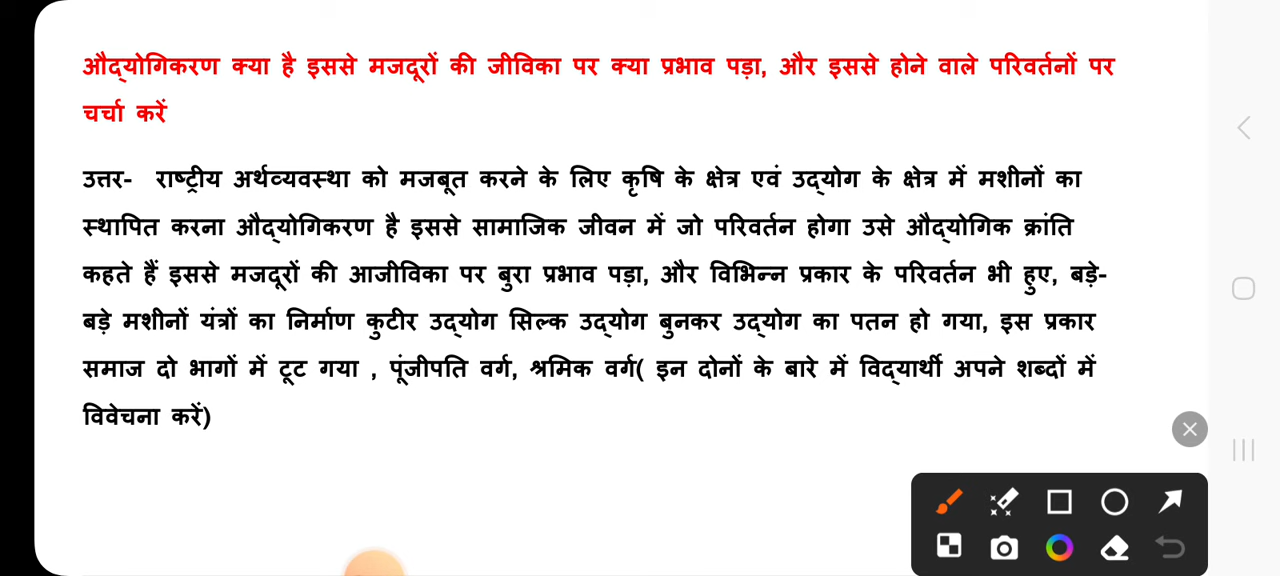 औद्योगिकरण क्या है इससे मजदूरों की जीविका पर क्या प्रभाव पड़ा, और इससे होने वाले परिवर्तनों पर
चर्चा करें
उत्तर- राष्ट्रीय अर्थव्यवस्था को मजबूत करने के लिए कृषि के क्षेत्र एवं उद्योग के क्षेत्र में मशीनों का
स्थापित करना औद्योगिकरण है इससे सामाजिक जीवन में जो परिवर्तन होगा उसे औद्योगिक क्रांति
कहते हैं इससे मजदूरों की आजीविका पर बुरा प्रभाव पड़ा, और विभिन्न प्रकार के परिवर्तन भी हुए, बड़े-
बड़े मशीनों यंत्रों का निर्माण कुटीर उद्योग सिल्क उद्योग बुनकर उद्योग का पतन हो गया, इस प्रकार
समाज दो भागों में टूट गया , पूंजीपति वर्ग, श्रमिक वर्ग( इन दोनों के बारे में विद्यार्थी अपने शब्दों में
विवेचना करें)